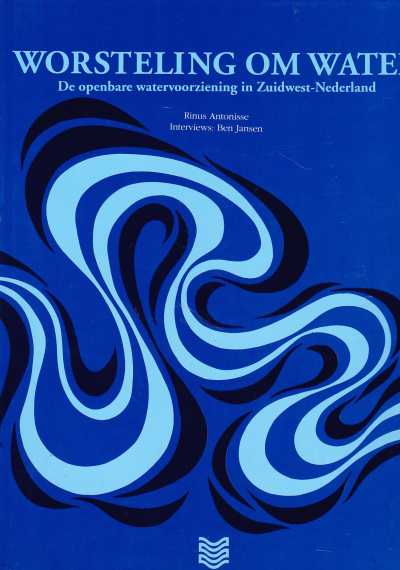 WORSTELING OM WATE
De openbare watervoorziening in Zuidwest-Nederland
Rinus Antonisse
Interviews: Ben Jansen